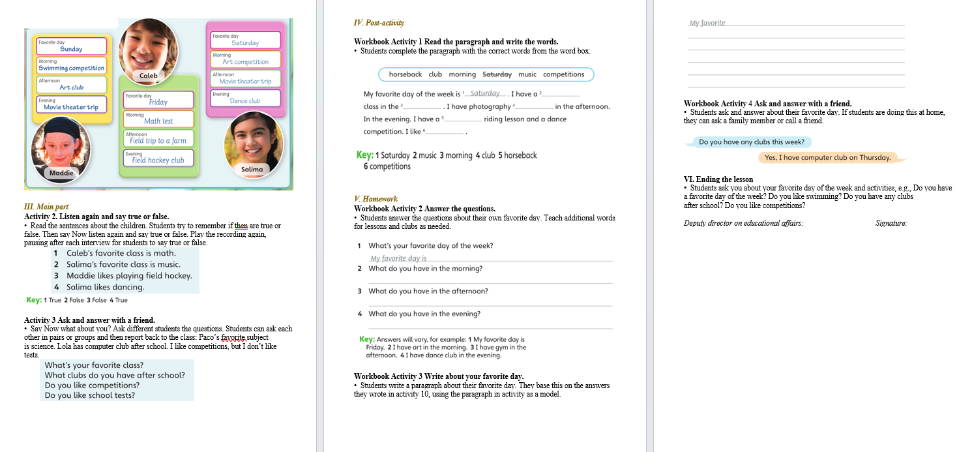 Favorite day
Sunday
Morning
Swimming competition
Afternoon
Art club
Evening
Movie theater trip
Maddie
Caleb
Favorite day
Friday
Morning
Math test
Afternoon
Field trip to a farm
Evening
Field hockey club
Favorite day
Saturday
Morning
Art competition
Afternoon
Movie theater trip
Evening
Dance club
Salima
III. Main part
Activity 2. Listen again and say true or false.
• Read the sentences about the children. Students try to remember if then are true or
false. Then say Now listen again and say true or false. Play the recording again,
pausing after each interview for students to say true or false.
1 Caleb's favorite class is math.
2 Salima's favorite class is music.
3 Maddie likes playing field hockey.
4 Salima likes dancing.
Key: 1 True 2 False 3 False 4 True
Activity 3 Ask and answer with a friend.
• Say Now what about you? Ask different students the questions. Students can ask each
other in pairs or groups and then report back to the class: Paco's favorite subject
is science. Lola has computer club after school. I like competitions, but I don't like
tests.
What's your favorite class?
What clubs do you have after school?
Do you like competitions?
Do you like school tests?
IV. Post-activity
Workbook Activity 1 Read the paragraph and write the words.
• Students complete the paragraph with the correct words from the word box.
horseback club morning Saturday music competitions
My favorite day of the week is 1 Saturday . I have a 2
class in the 3 . I have photography 4 in the afternoon.
In the evening, I have a 5 riding lesson and a dance
competition. I like 6 .
Key: 1 Saturday 2 music 3 morning 4 club 5 horseback
6 competitions
V. Homework
Workbook Activity 2 Answer the questions.
• Students answer the questions about their own favorite day. Teach additional words
for lessons and clubs as needed.
1 What's your favorite day of the week?
My favorite day is
2 What do you have in the morning?
3 What do you have in the afternoon?
4 What do you have in the evening?
Key: Answers will vary, for example: 1 My favorite day is
Friday. 2 I have art in the morning. 3 I have gym in the
afternoon. 4 I have dance club in the evening.
Workbook Activity 3 Write about your favorite day.
• Students write a paragraph about their favorite day. They base this on the answers
they wrote in activity 10, using the paragraph in activity as a model.
My favorite
Workbook Activity 4 Ask and answer with a friend.
• Students ask and answer about their favorite day. If students are doing this at home,
they can ask a family member or call a friend.
Do you have any clubs this week?
Yes. I have computer club on Thursday.
VI. Ending the lesson
• Students ask you about your favorite day of the week and activities, e.g., Do you have
a favorite day of the week? Do you like swimming? Do you have any clubs
after school? Do you like competitions?
Deputy director on educational affairs: Signature: